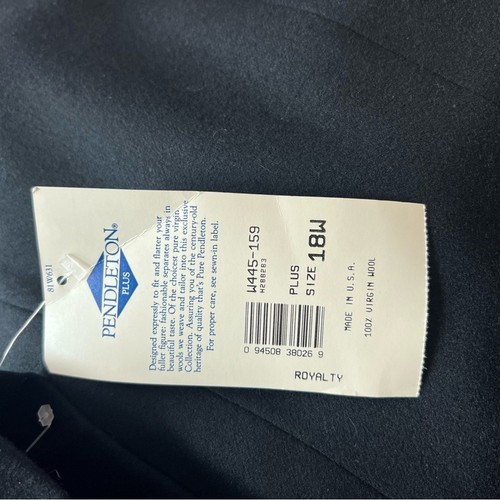 81W631
PENDLETON®
PLUS
Designed expressly to fit and flatter your
fuller figure: fashionable separates always in
beautiful taste. Of the choicest pure virgin
wools we weave and tailor into this exclusive
Collection. Assuring you of the century-old
heritage of quality that's Pure Pendleton.
For proper care, see sewn-in label.
W445-159
H288283
PLUS
SIZE 18W
0 94508 38026 9
ROYALTY
MADE IN U.S.A.
100% VIRGIN WOOL